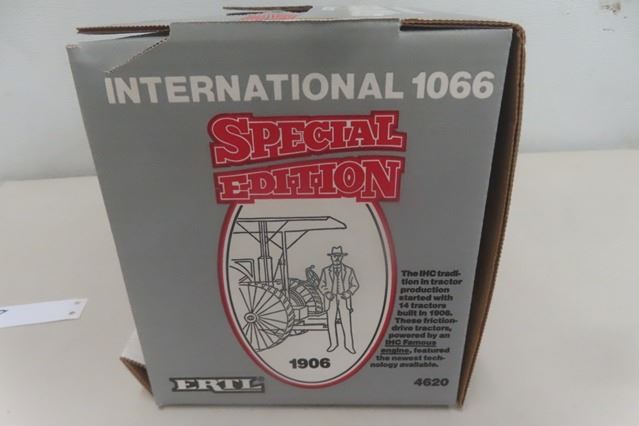 INTERNATIONAL 1066
SPECIAL
EDITION
The IHC tradi-
tion in tractor
production
started with
14 tractors
built in 1906.
These friction-
drive tractors,
powered by an
IHC Famous
engine, featured
the newest tech-
nology available.
1906
ERTL
4620